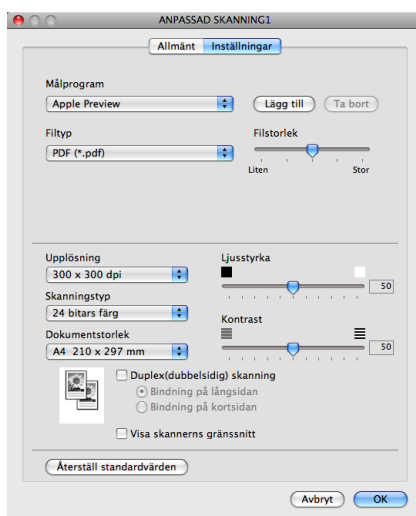 ANPASSAD SKANNING1
Allmänt Inställningar
Målprogram
Apple Preview
Lägg till
Ta bort
Filtyp
PDF (*.pdf)
Filstorlek
Liten Stor
Upplösning
300 x 300 dpi
Skanningstyp
24 bitars färg
Dokumentstorlek
A4 210 x 297 mm
Ljusstyrka
50
Kontrast
50
Duplex(dubbelsidig) skanning
Bindning på långsidan
Bindning på kortsidan
Visa skannerns gränssnitt
Återställ standardvärden
Avbryt OK